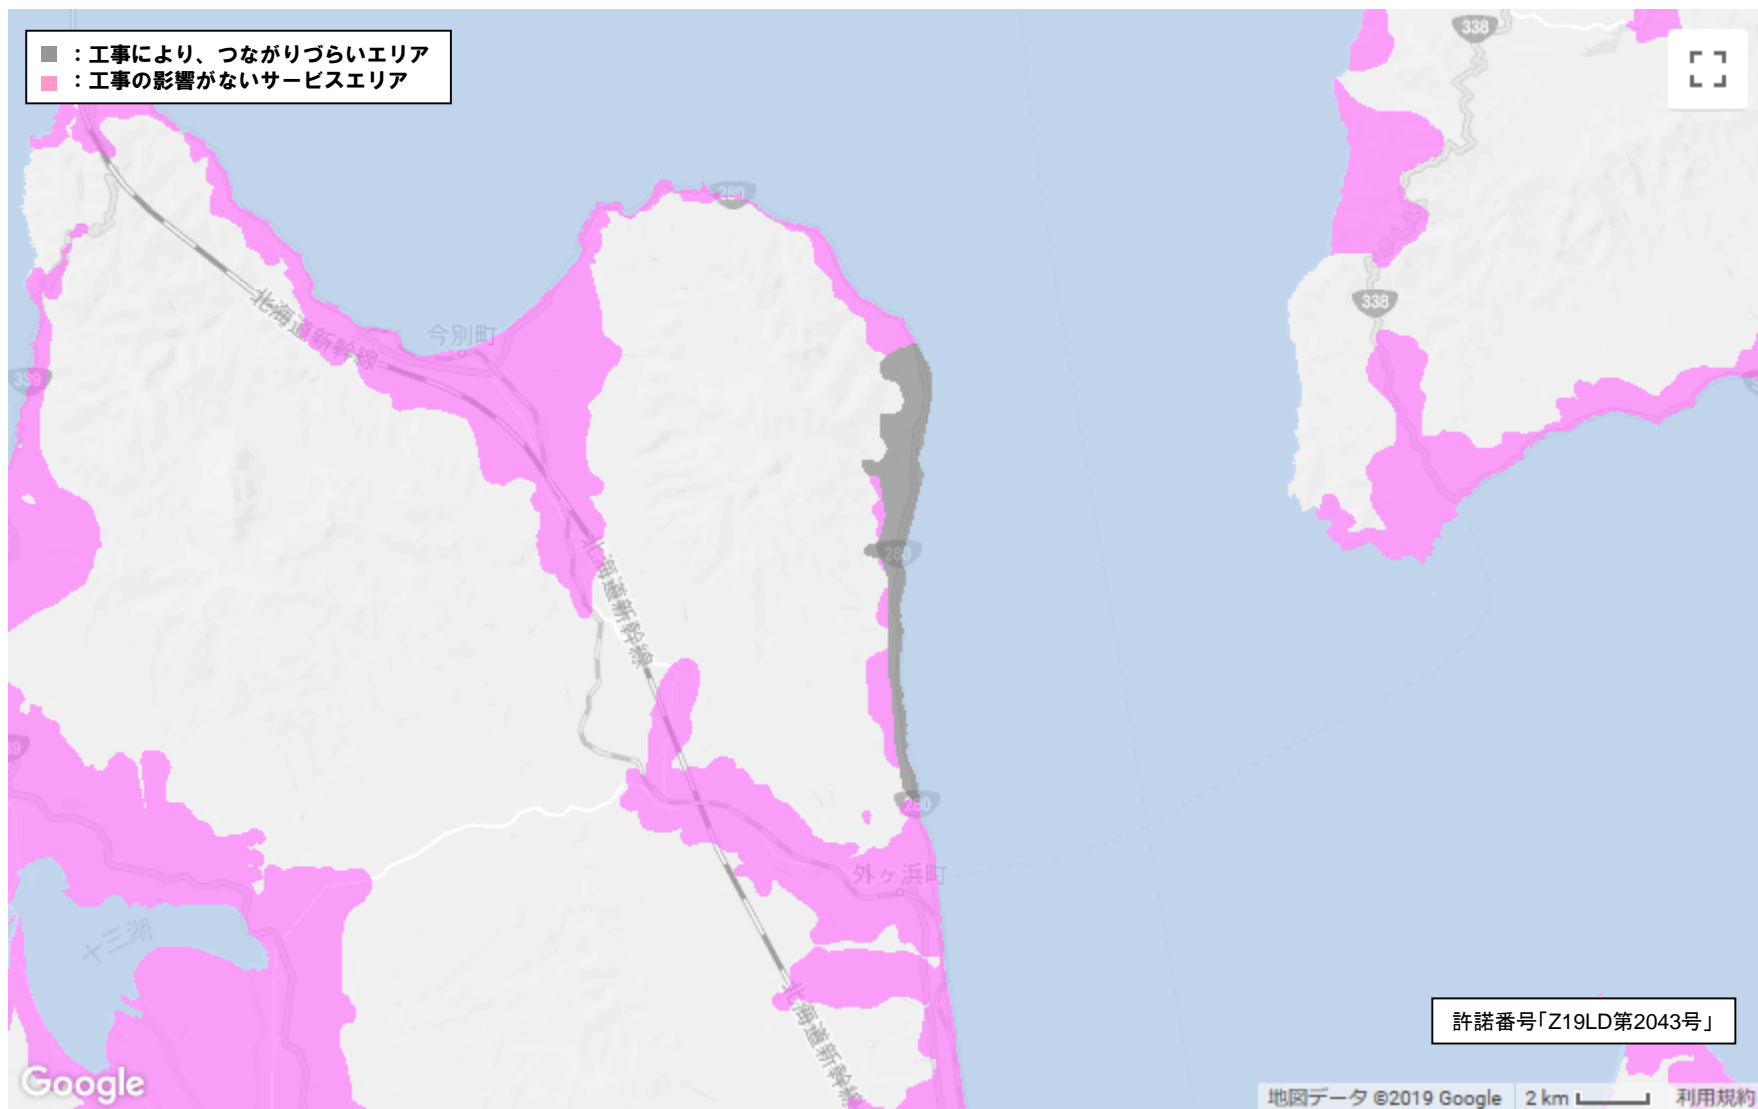 ：工事により、つながりづらいエリア
：工事の影響がないサービスエリア
338
280
北海道新幹線
今別町
338
339
280
北海道新幹線
280
外ヶ浜町
十三湖
北海道新幹線
許諾番号「Z19LD第2043号」
Google
地図データ ©2019 Google
2 km
利用規約